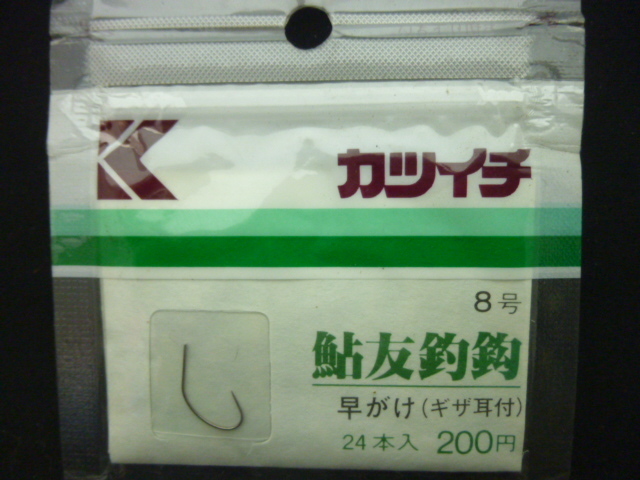 K
カツイチ
8号
鮎友釣鈎
早がけ(ギザ耳付)
24本入 200円